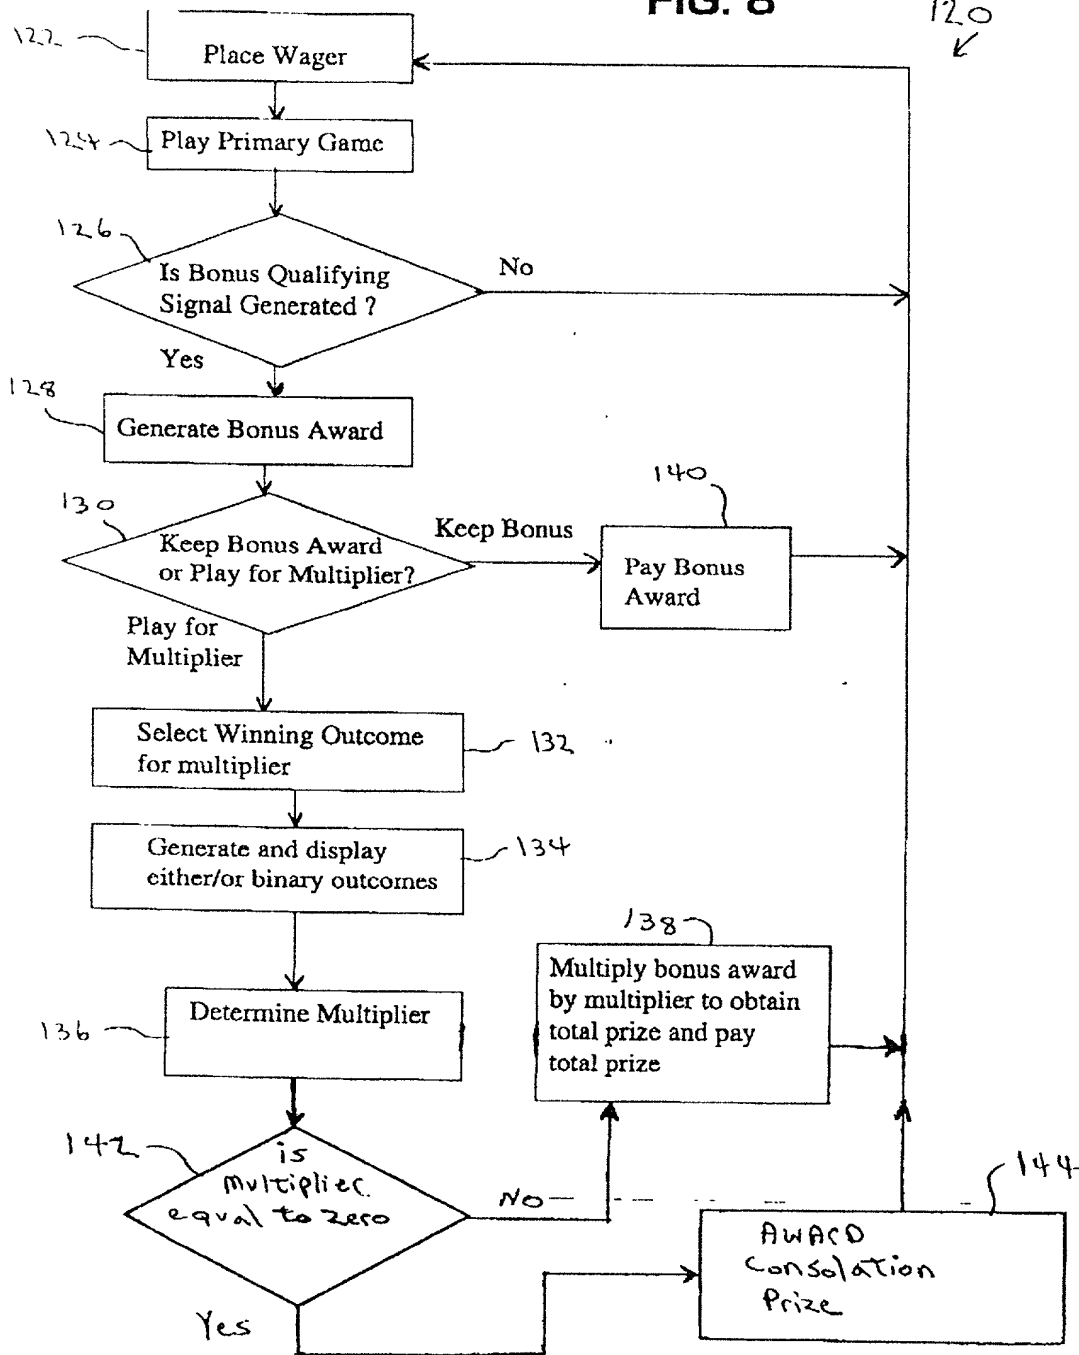 FIG. 8
120
122
Place Wager
124
Play Primary Game
126
Is Bonus Qualifying
Signal Generated ?
No
Yes
128
Generate Bonus Award
130
Keep Bonus Award
or Play for Multiplier?
Keep Bonus
140
Pay Bonus
Award
Play for
Multiplier
Select Winning Outcome
for multiplier
132
Generate and display
either/or binary outcomes
134
136
Determine Multiplier
138
Multiply bonus award
by multiplier to obtain
total prize and pay
total prize
142
is
multiplier
equal to zero
NO
Yes
144
AWARD
Consolation
Prize